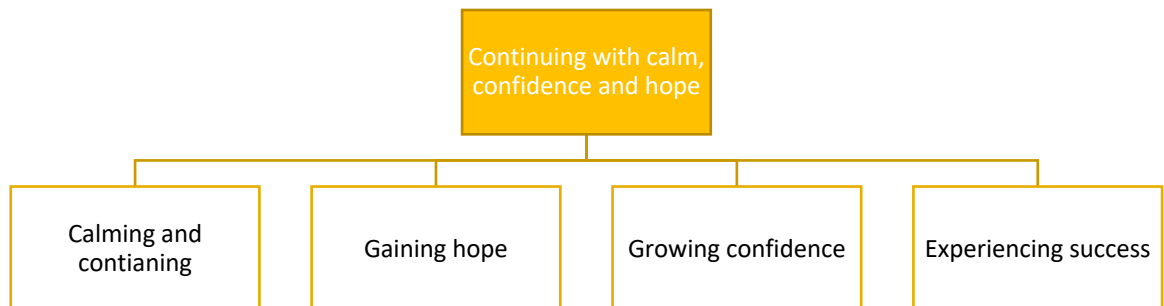 Continuing with calm,
confidence and hope
Calming and
contianing
Gaining hope
Growing confidence
Experiencing success